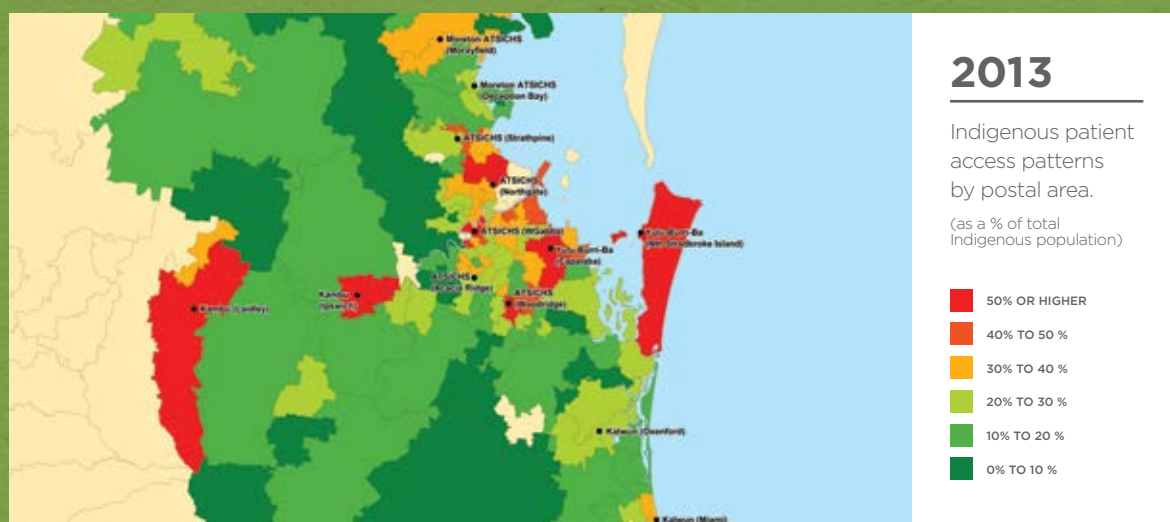 Moreton ATSICHS
(Morayfield)
Moreton ATSICHS
(Deception Bay)
ATSICHS (Strathpine)
ATSICHS
(Northgate)
ATSICHS (WGabba)
Yulu-Burri-Ba
(Nth Stradbroke Island)
Yulu-Burri-Ba
(Capalaba)
ATSICHS
(Acacia Ridge)
Kambu
(Ipswich)
ATSICHS
(Woodridge)
Kambu (Laidley)
Kalwun (Oxenford)
Kalwun (Miami)
2013
Indigenous patient
access patterns
by postal area.
(as a % of total
Indigenous population)
50% OR HIGHER
40% TO 50 %
30% TO 40 %
20% TO 30 %
10% TO 20 %
0% TO 10 %